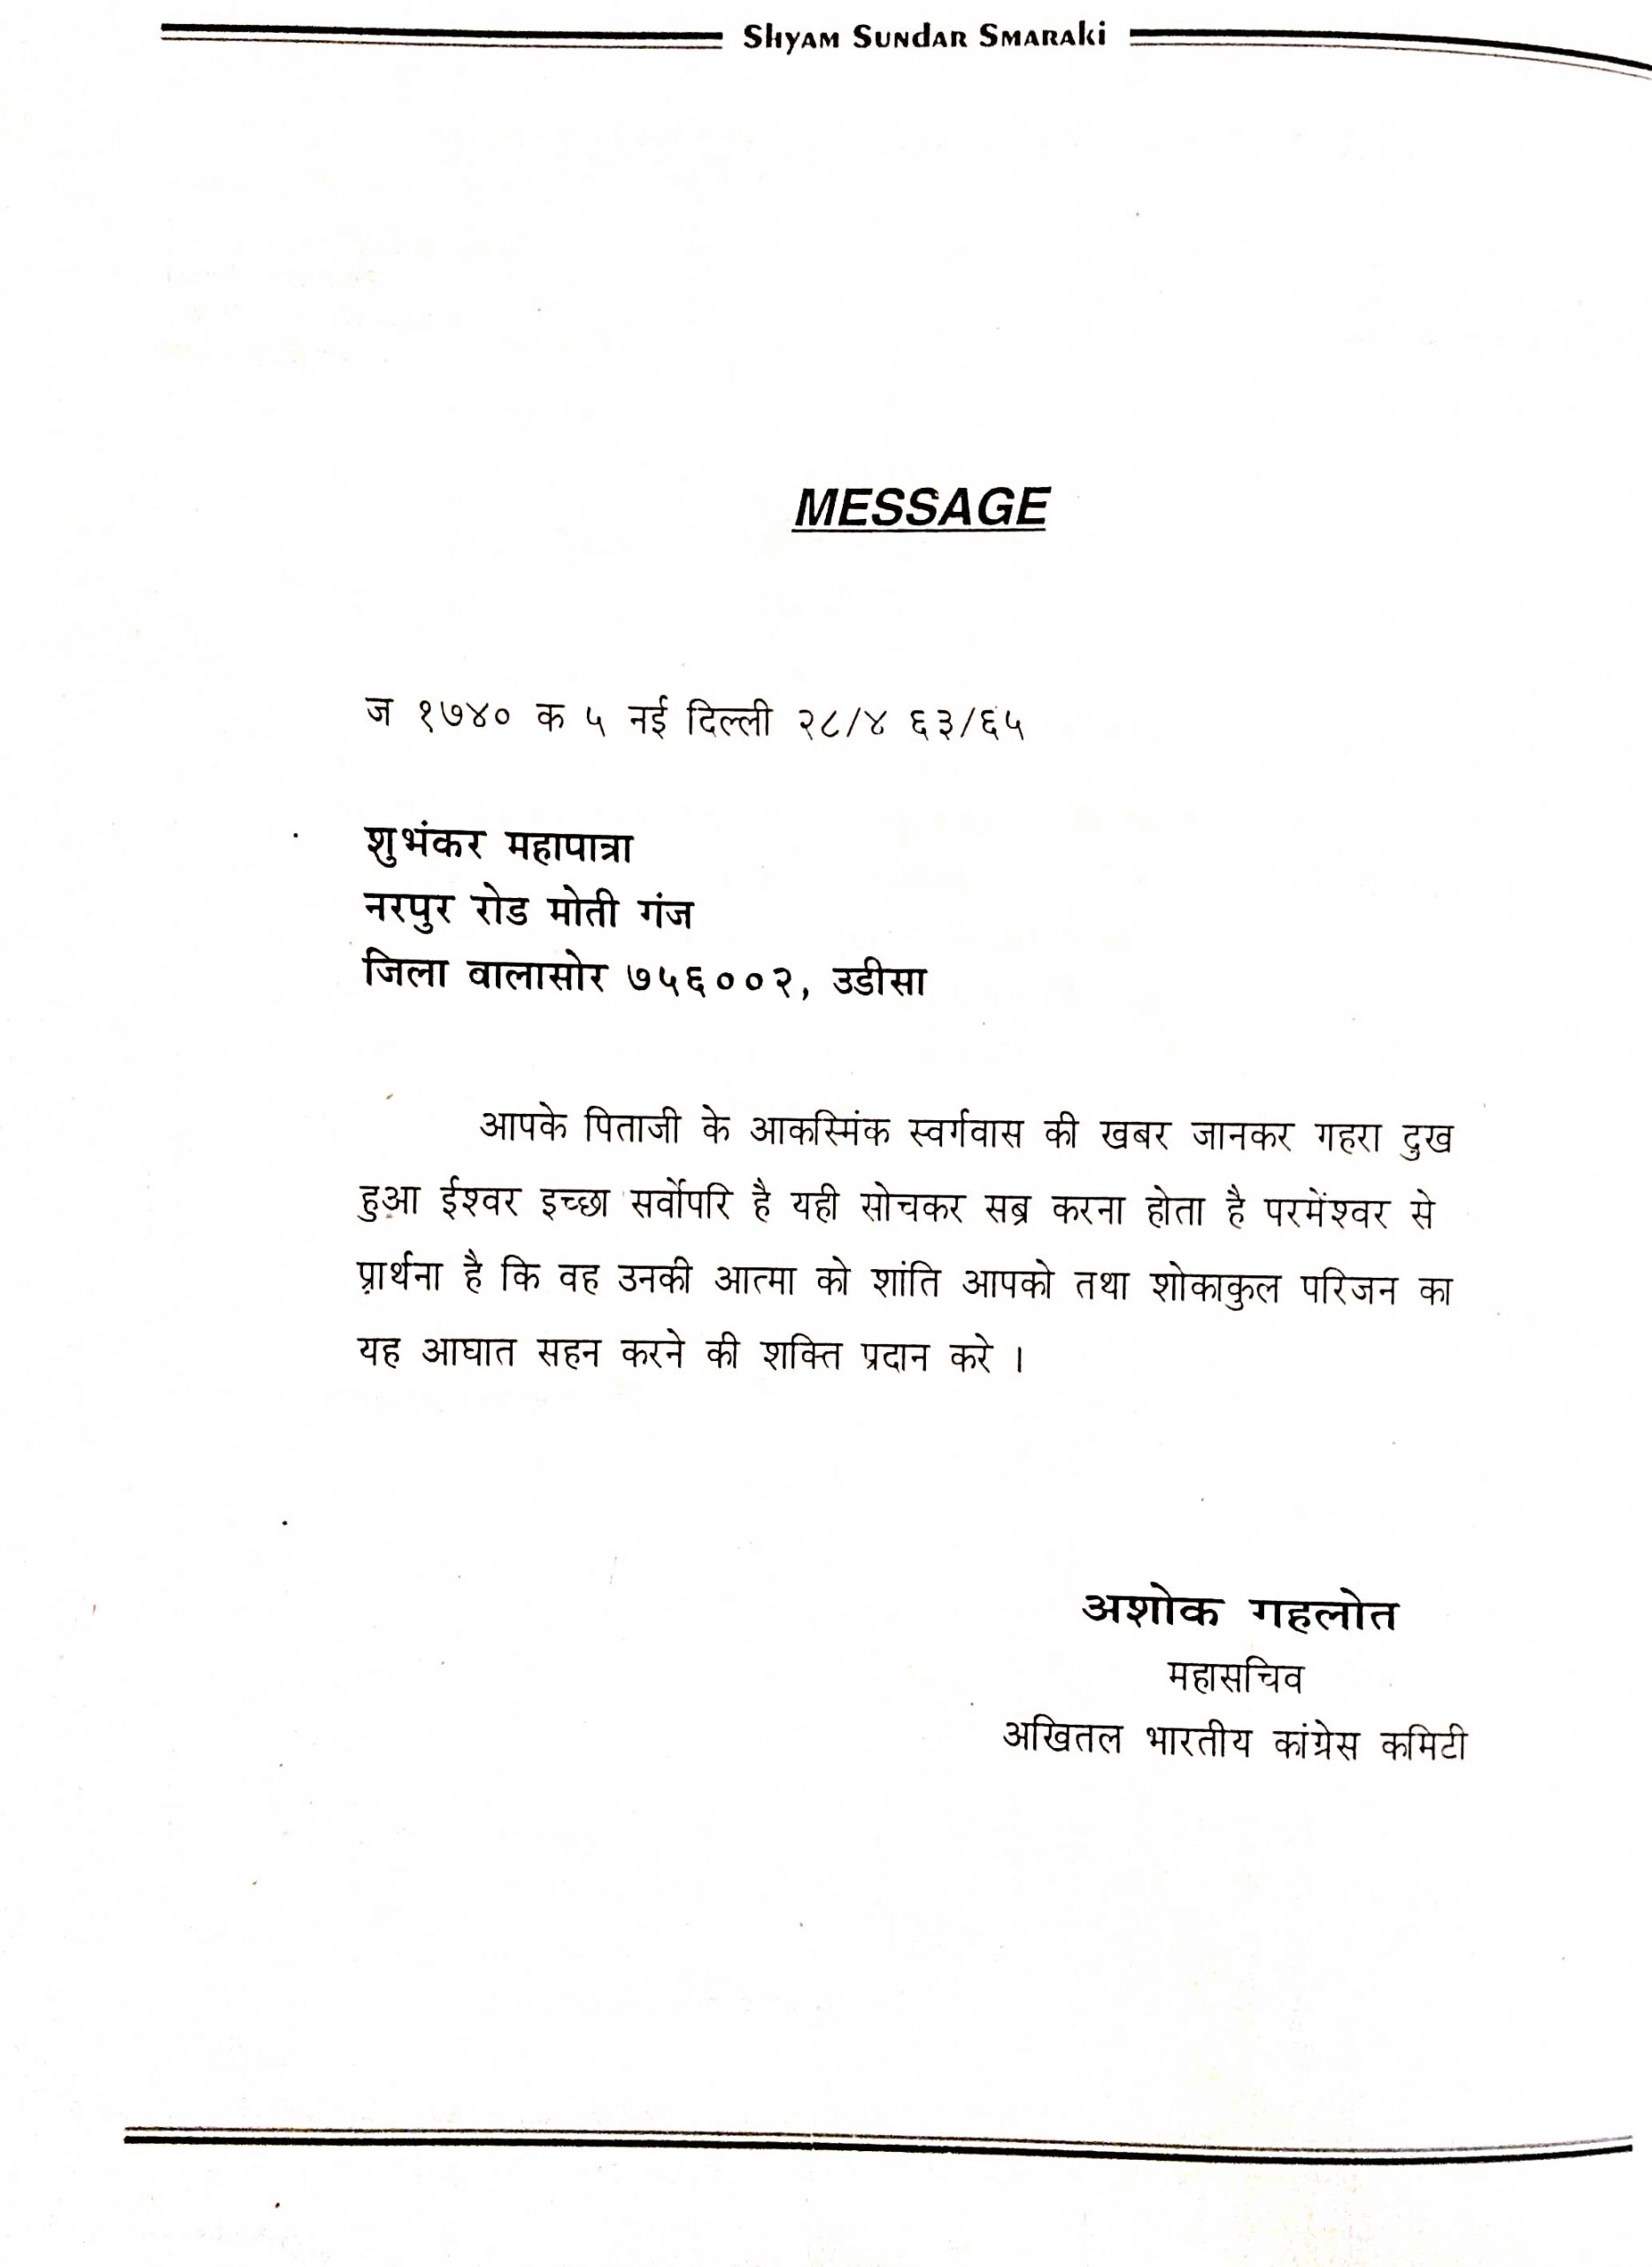 Shyam Sundar Smaraki
MESSAGE
ज १७४० क ५ नई दिल्ली २८/४ ६३/६५
शुभंकर महापात्रा
नरपुर रोड मोती गंज
जिला वालासोर ७५६००२, उडीसा
आपके पिताजी के आकस्मिंक स्वर्गवास की खबर जानकर गहरा दुख
हुआ ईश्वर इच्छा सर्वोपरि है यही सोचकर सब्र करना होता है परमेंश्वर से
प्रार्थना है कि वह उनकी आत्मा को शांति आपको तथा शोकाकुल परिजन का
यह आघात सहन करने की शक्ति प्रदान करे ।
अशोक गहलोत
महासचिव
अखितल भारतीय कांग्रेस कमिटी